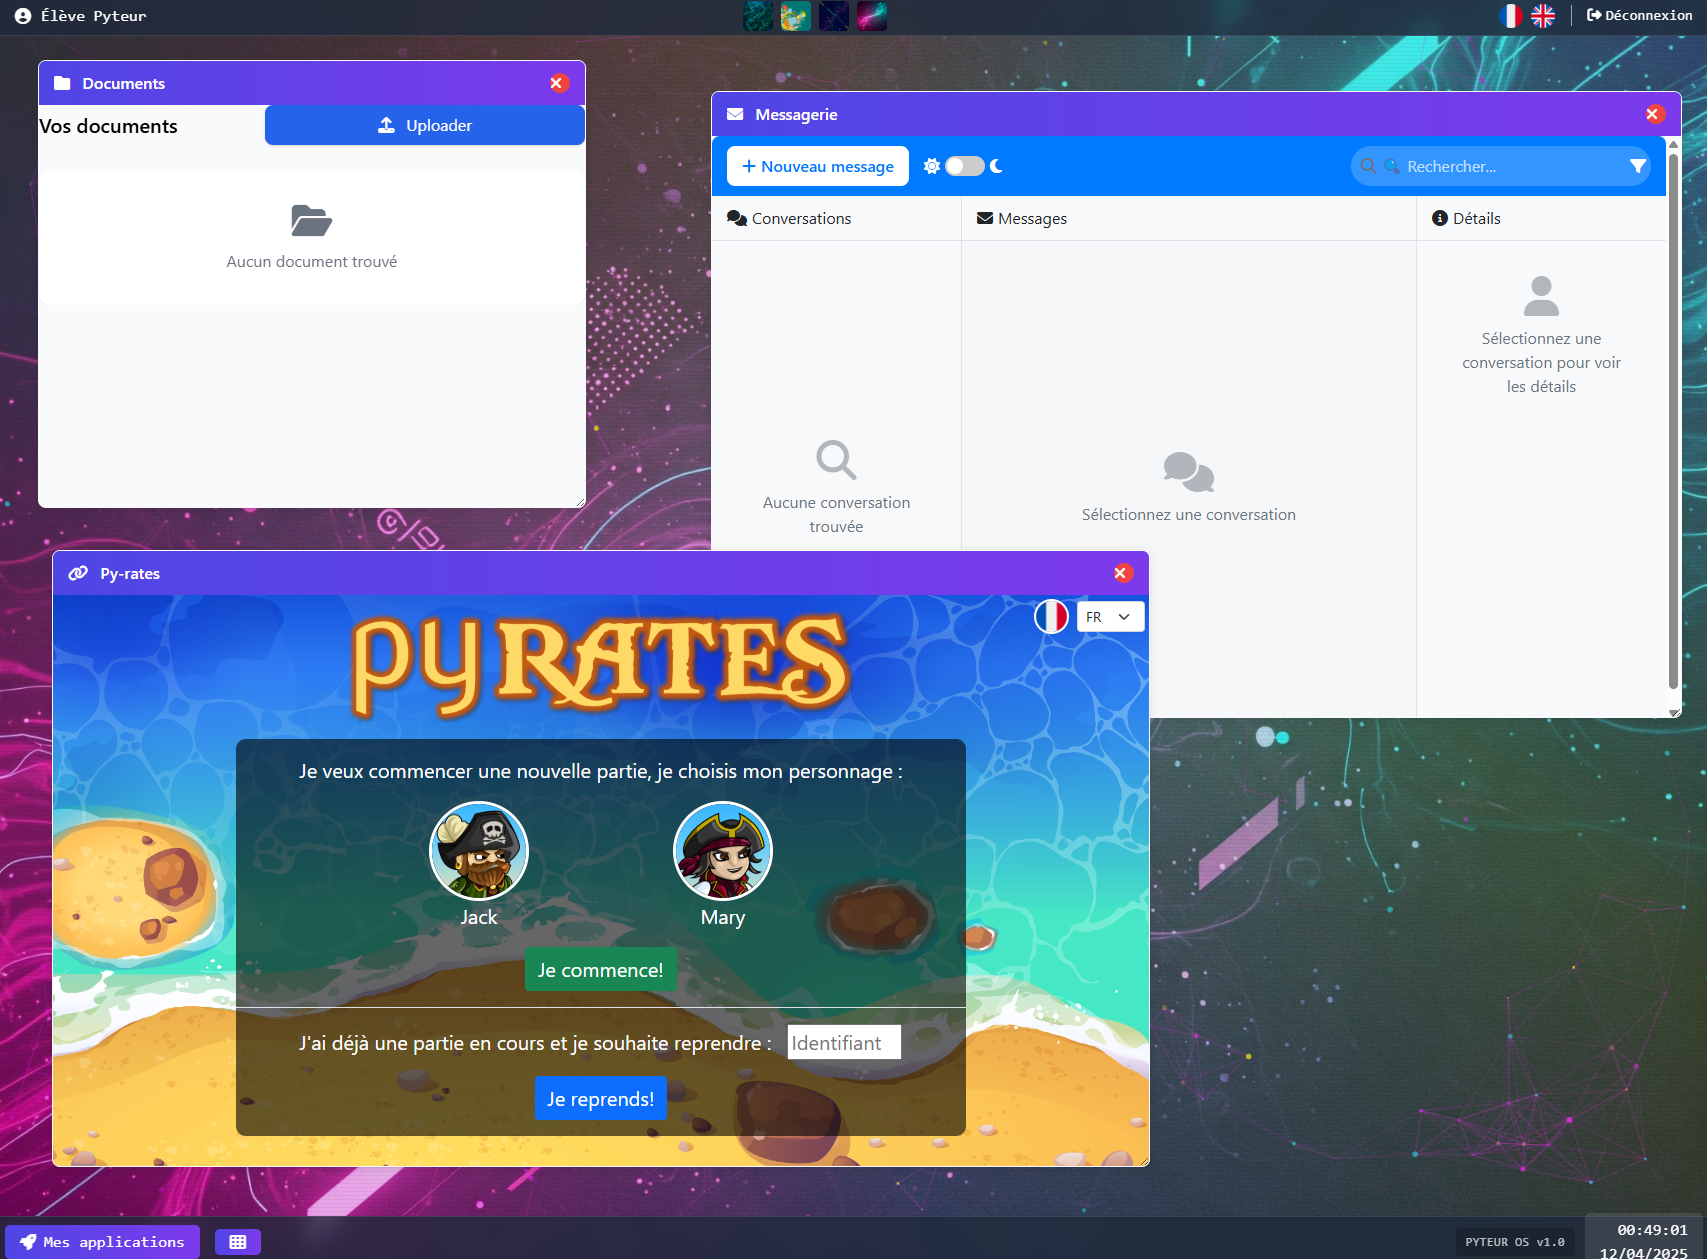 Élève Pyteur
Déconnexion
Documents
Vos documents
Uploader
Aucun document trouvé
Messagerie
Nouveau message
Rechercher...
Conversations
Messages
Détails
Aucune conversation
trouvée
Sélectionnez une conversation
Sélectionnez une
conversation pour voir
les détails
Py-rates
pyRATES
FR
Je veux commencer une nouvelle partie, je choisis mon personnage :
Jack
Mary
Je commence!
J'ai déjà une partie en cours et je souhaite reprendre :
Identifiant
Je reprends!
Mes applications
PYTEUR OS v1.0
00:49:01
12/04/2025